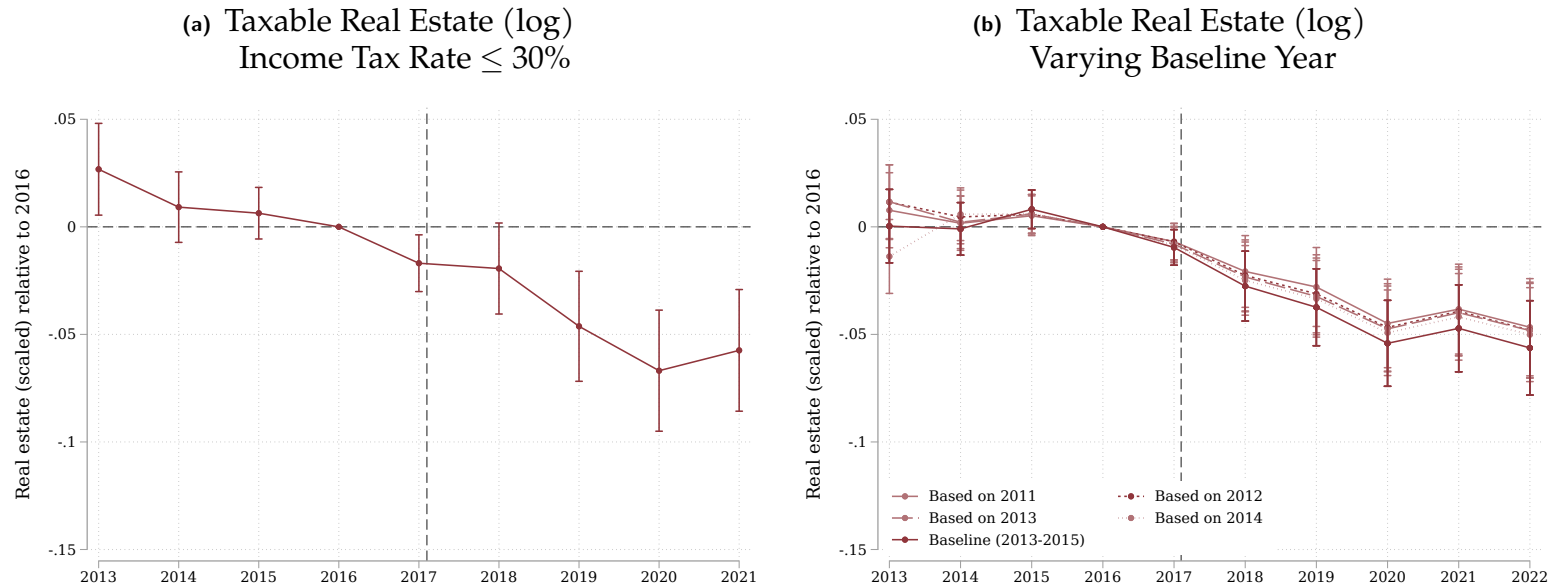 (a) Taxable Real Estate (log)
Income Tax Rate ≤ 30%
Real estate (scaled) relative to 2016
.05
0
-.05
-.1
-.15
2013 2014 2015 2016 2017 2018 2019 2020 2021
(b) Taxable Real Estate (log)
Varying Baseline Year
Real estate (scaled) relative to 2016
.05
0
-.05
-.1
-.15
Based on 2011 Based on 2012
Based on 2013 Based on 2014
Baseline (2013-2015)
2013 2014 2015 2016 2017 2018 2019 2020 2021 2022